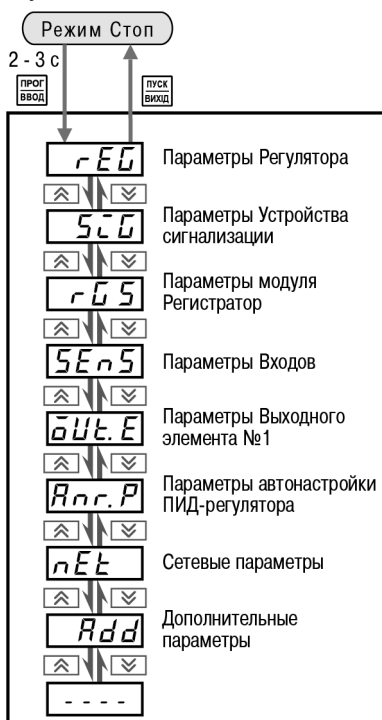 Режим Стоп
2 - 3 с
ПРОГ
ВВОД
ПУСК
ВИХІД
rEG
Параметры Регулятора
SiG
Параметры Устройства
сигнализации
rGS
Параметры модуля
Регистратор
SEnS
Параметры Входов
oUt.E
Параметры Выходного
элемента №1
Anr.P
Параметры автонастройки
ПИД-регулятора
nEt
Сетевые параметры
Add
Дополнительные
параметры
- - - -